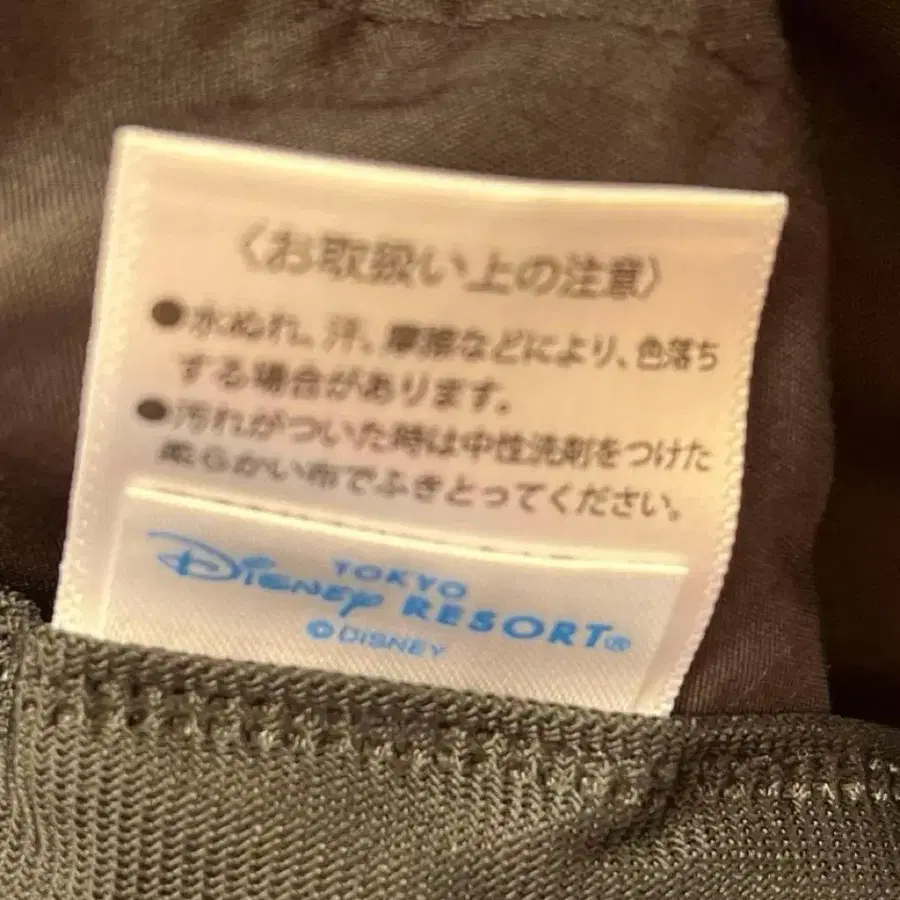 〈お取扱い上の注意〉
●水ぬれ、汗、摩擦などにより、色落ち
する場合があります。
●汚れがついた時は中性洗剤をつけた
柔らかい布でふきとってください。
TOKYO
DISNEY RESORT®
©DISNEY